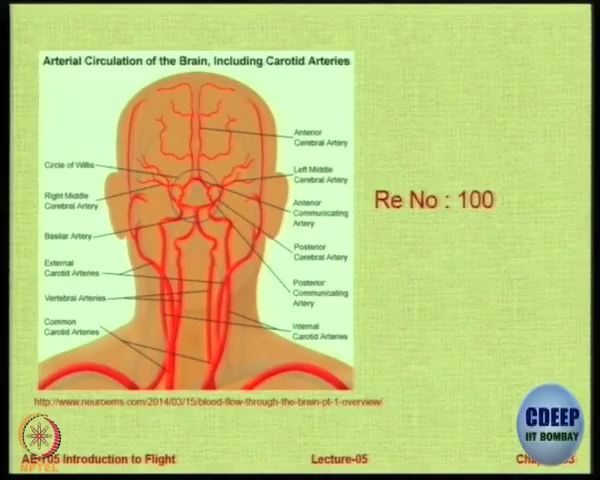 Arterial Circulation of the Brain, Including Carotid Arteries
Anterior
Cerebral Artery
Circle of Willis
Left Middle
Cerebral Artery
Right Middle
Cerebral Artery
Anterior
Communicating
Artery
Basilar Artery
Posterior
Cerebral Artery
External
Carotid Arteries
Vertebral Arteries
Posterior
Communicating
Artery
Common
Carotid Arteries
Internal
Carotid Arteries
Re No : 100
http://www.neuroems.com/2014/03/15/blood-flow-through-the-brain-pt-1-overview/
CDEEP
IIT BOMBAY
AE-705 Introduction to Flight
Lecture-05
NPTEL